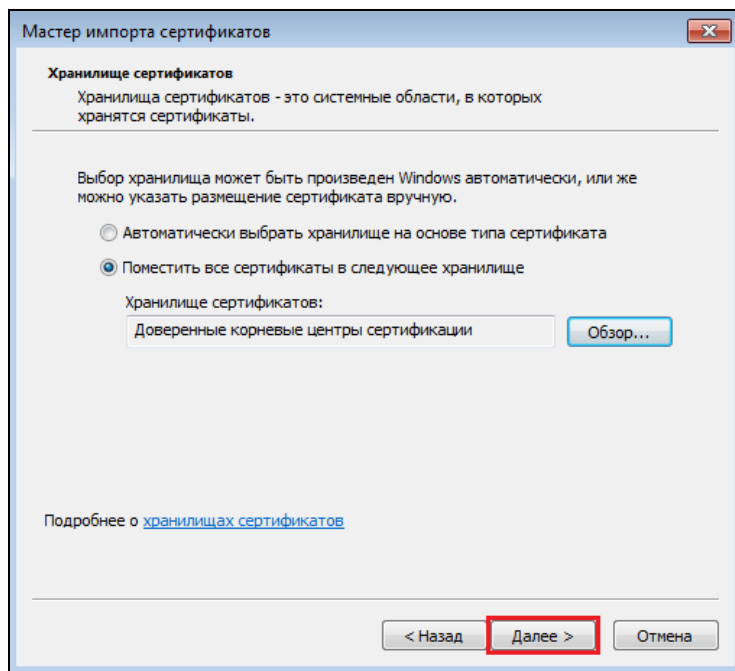 Мастер импорта сертификатов
Хранилище сертификатов
Хранилища сертификатов - это системные области, в которых
хранятся сертификаты.
Выбор хранилища может быть произведен Windows автоматически, или же
можно указать размещение сертификата вручную.
Автоматически выбрать хранилище на основе типа сертификата
Поместить все сертификаты в следующее хранилище
Хранилище сертификатов:
Доверенные корневые центры сертификации
Обзор...
Подробнее о хранилищах сертификатов
< Назад
Далее >
Отмена